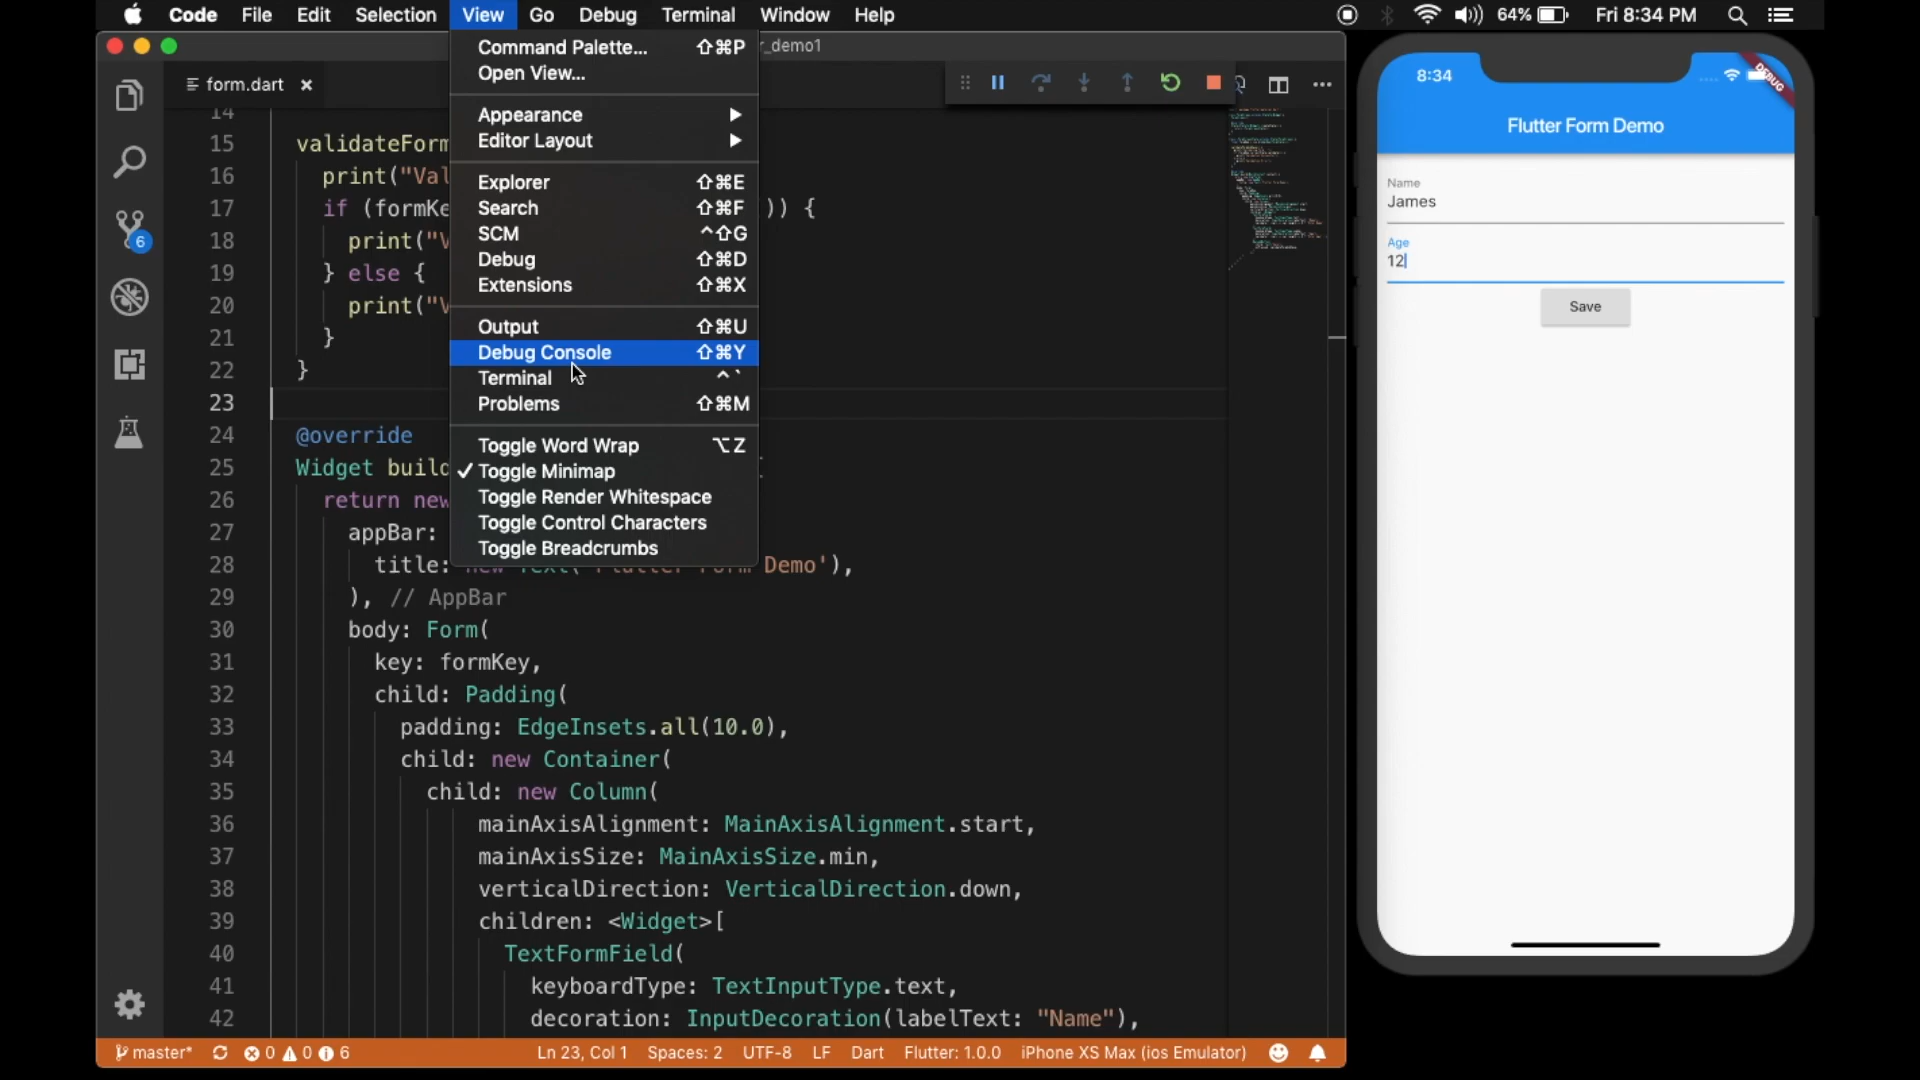 Code File Edit Selection View Go Debug Terminal Window Help 64% Fri 8:34 PM
r_demo1
form.dart
Command Palette... ⇧⌘P
Open View...
Appearance
Editor Layout
Explorer ⇧⌘E
Search ⇧⌘F
SCM ^⇧G
Debug ⇧⌘D
Extensions ⇧⌘X
Output ⇧⌘U
Debug Console ⇧⌘Y
Terminal ^`
Problems ⇧⌘M
Toggle Word Wrap ⌥Z
✓ Toggle Minimap
Toggle Render Whitespace
Toggle Control Characters
Toggle Breadcrumbs
14
15 validateForm
16 print("Val
17 if (formKe )) {
18 print("V
19 } else {
20 print("V
21 }
22 }
23
24 @override
25 Widget build
26 return new
27 appBar:
28 title: new Text('Flutter Form Demo'),
29 ), // AppBar
30 body: Form(
31 key: formKey,
32 child: Padding(
33 padding: EdgeInsets.all(10.0),
34 child: new Container(
35 child: new Column(
36 mainAxisAlignment: MainAxisAlignment.start,
37 mainAxisSize: MainAxisSize.min,
38 verticalDirection: VerticalDirection.down,
39 children: <Widget>[
40 TextFormField(
41 keyboardType: TextInputType.text,
42 decoration: InputDecoration(labelText: "Name"),
6
master* 0 0 6 Ln 23, Col 1 Spaces: 2 UTF-8 LF Dart Flutter: 1.0.0 iPhone XS Max (ios Emulator)
8:34
DEBUG
Flutter Form Demo
Name
James
Age
12
Save